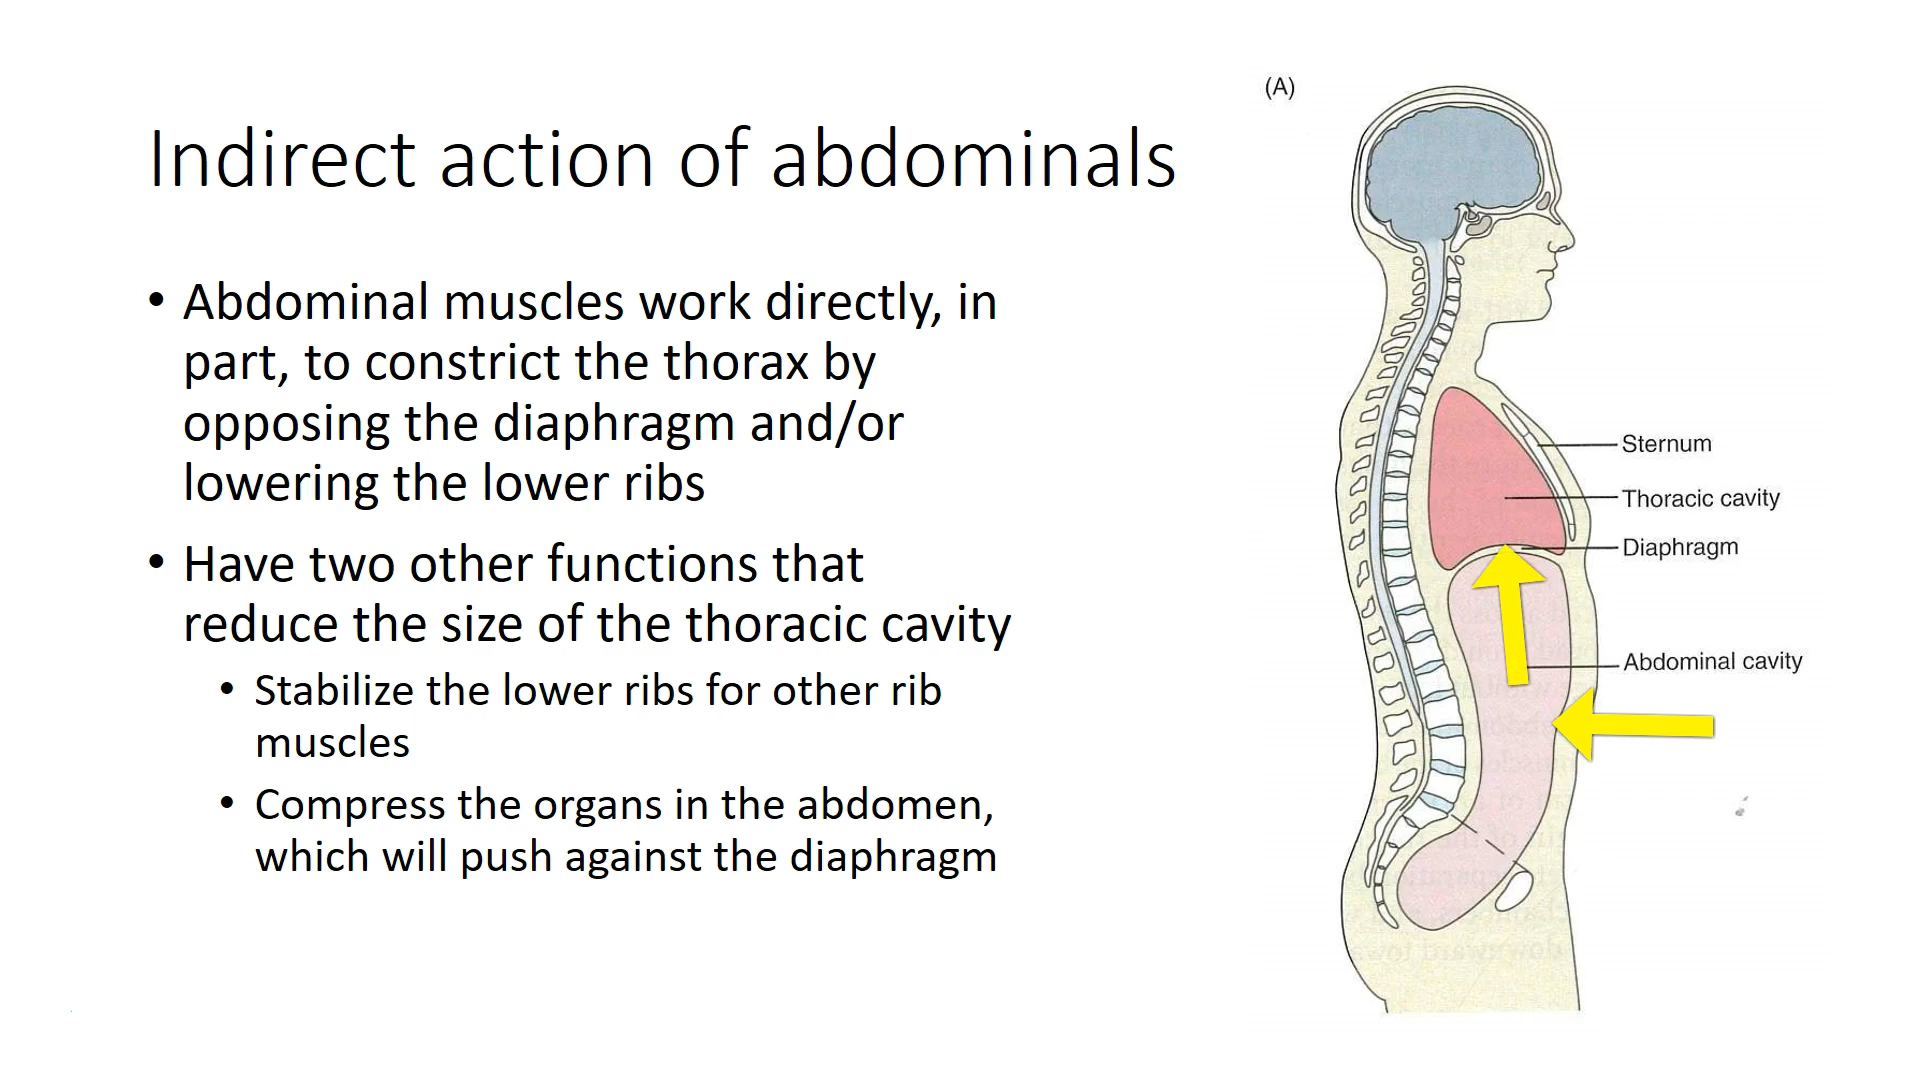 (A)
Indirect action of abdominals
• Abdominal muscles work directly, in
part, to constrict the thorax by
opposing the diaphragm and/or
lowering the lower ribs
• Have two other functions that
reduce the size of the thoracic cavity
• Stabilize the lower ribs for other rib
muscles
• Compress the organs in the abdomen,
which will push against the diaphragm
Sternum
Thoracic cavity
Diaphragm
Abdominal cavity